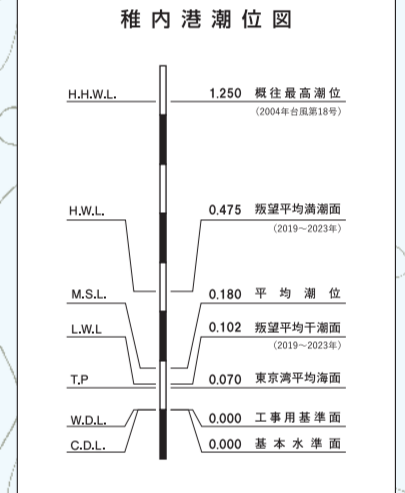 稚内港潮位図
H.H.W.L. 1.250 概往最高潮位
(2004年台風第18号)
H.W.L. 0.475 叛望平均満潮面
(2019～2023年)
M.S.L. 0.180 平均潮位
L.W.L 0.102 叛望平均干潮面
(2019～2023年)
T.P 0.070 東京湾平均海面
W.D.L. 0.000 工事用基準面
C.D.L. 0.000 基本水準面